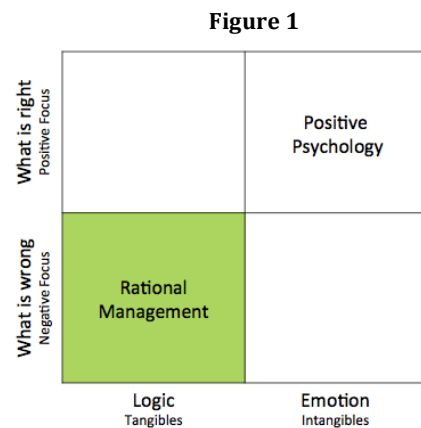 Figure 1
What is right
Positive Focus
Positive
Psychology
What is wrong
Negative Focus
Rational
Management
Logic
Tangibles
Emotion
Intangibles